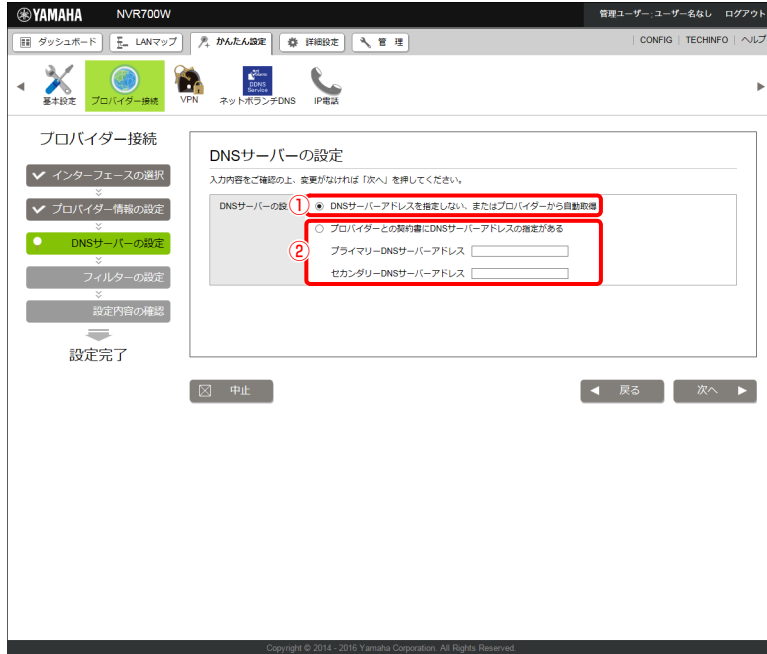 YAMAHA NVR700W 管理ユーザー:ユーザー名なし ログアウト
ダッシュボード LANマップ かんたん設定 詳細設定 管 理 CONFIG TECHINFO ヘルプ
基本設定 プロバイダー接続 VPN DDNS Service ネットボランチDNS IP電話
プロバイダー接続
インターフェースの選択
プロバイダー情報の設定
DNSサーバーの設定
フィルターの設定
設定内容の確認
設定完了
DNSサーバーの設定
入力内容をご確認の上、変更がなければ「次へ」を押してください。
DNSサーバーの設 ① DNSサーバーアドレスを指定しない、またはプロバイダーから自動取得
② プロバイダーとの契約書にDNSサーバーアドレスの指定がある
プライマリーDNSサーバーアドレス
セカンダリーDNSサーバーアドレス
中止 戻る 次へ
Copyright © 2014 - 2016 Yamaha Corporation. All Rights Reserved.